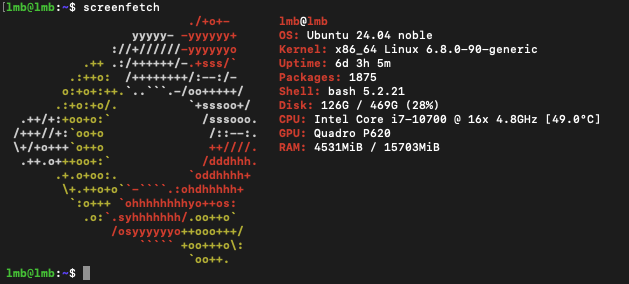 [lmb@lmb:~$ screenfetch
./+o+-       lmb@lmb
yyyyy- -yyyyyy+      OS: Ubuntu 24.04 noble
://+//////-yyyyyyo      Kernel: x86_64 Linux 6.8.0-90-generic
.++ .:/++++++/-.+sss/`      Uptime: 6d 3h 5m
.:++o:  /++++++++/:--:/-      Packages: 1875
o:+o+:++.`..```.-/oo+++++/      Shell: bash 5.2.21
.:+o:+o/.          `+sssoo+/      Disk: 126G / 469G (28%)
.++/+:+oo+o:`             /sssooo.      CPU: Intel Core i7-10700 @ 16x 4.8GHz [49.0°C]
/+++//+:`oo+o               /::--:.      GPU: Quadro P620
\+/+o+++`o++o               ++////.      RAM: 4531MiB / 15703MiB
.++.o+++oo+:`             /dddhhh.
.+.o+oo:.          `oddhhhh+
\+.++o+o``-````.:ohdhhhhh+
`:o+++ `ohhhhhhhhyo++os:
.o:`.syhhhhhhh/.oo++o`
/osyyyyyyo++ooo+++/
````` +oo+++o\:
`oo++.
lmb@lmb:~$